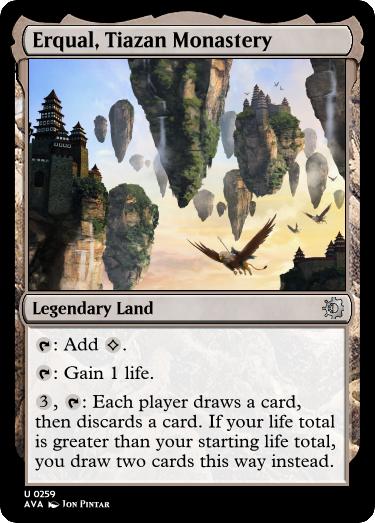 Erqual, Tiazan Monastery
Legendary Land
: Add .
: Gain 1 life.
3, : Each player draws a card,
then discards a card. If your life total
is greater than your starting life total,
you draw two cards this way instead.
U 0259
AVA Jon Pintar